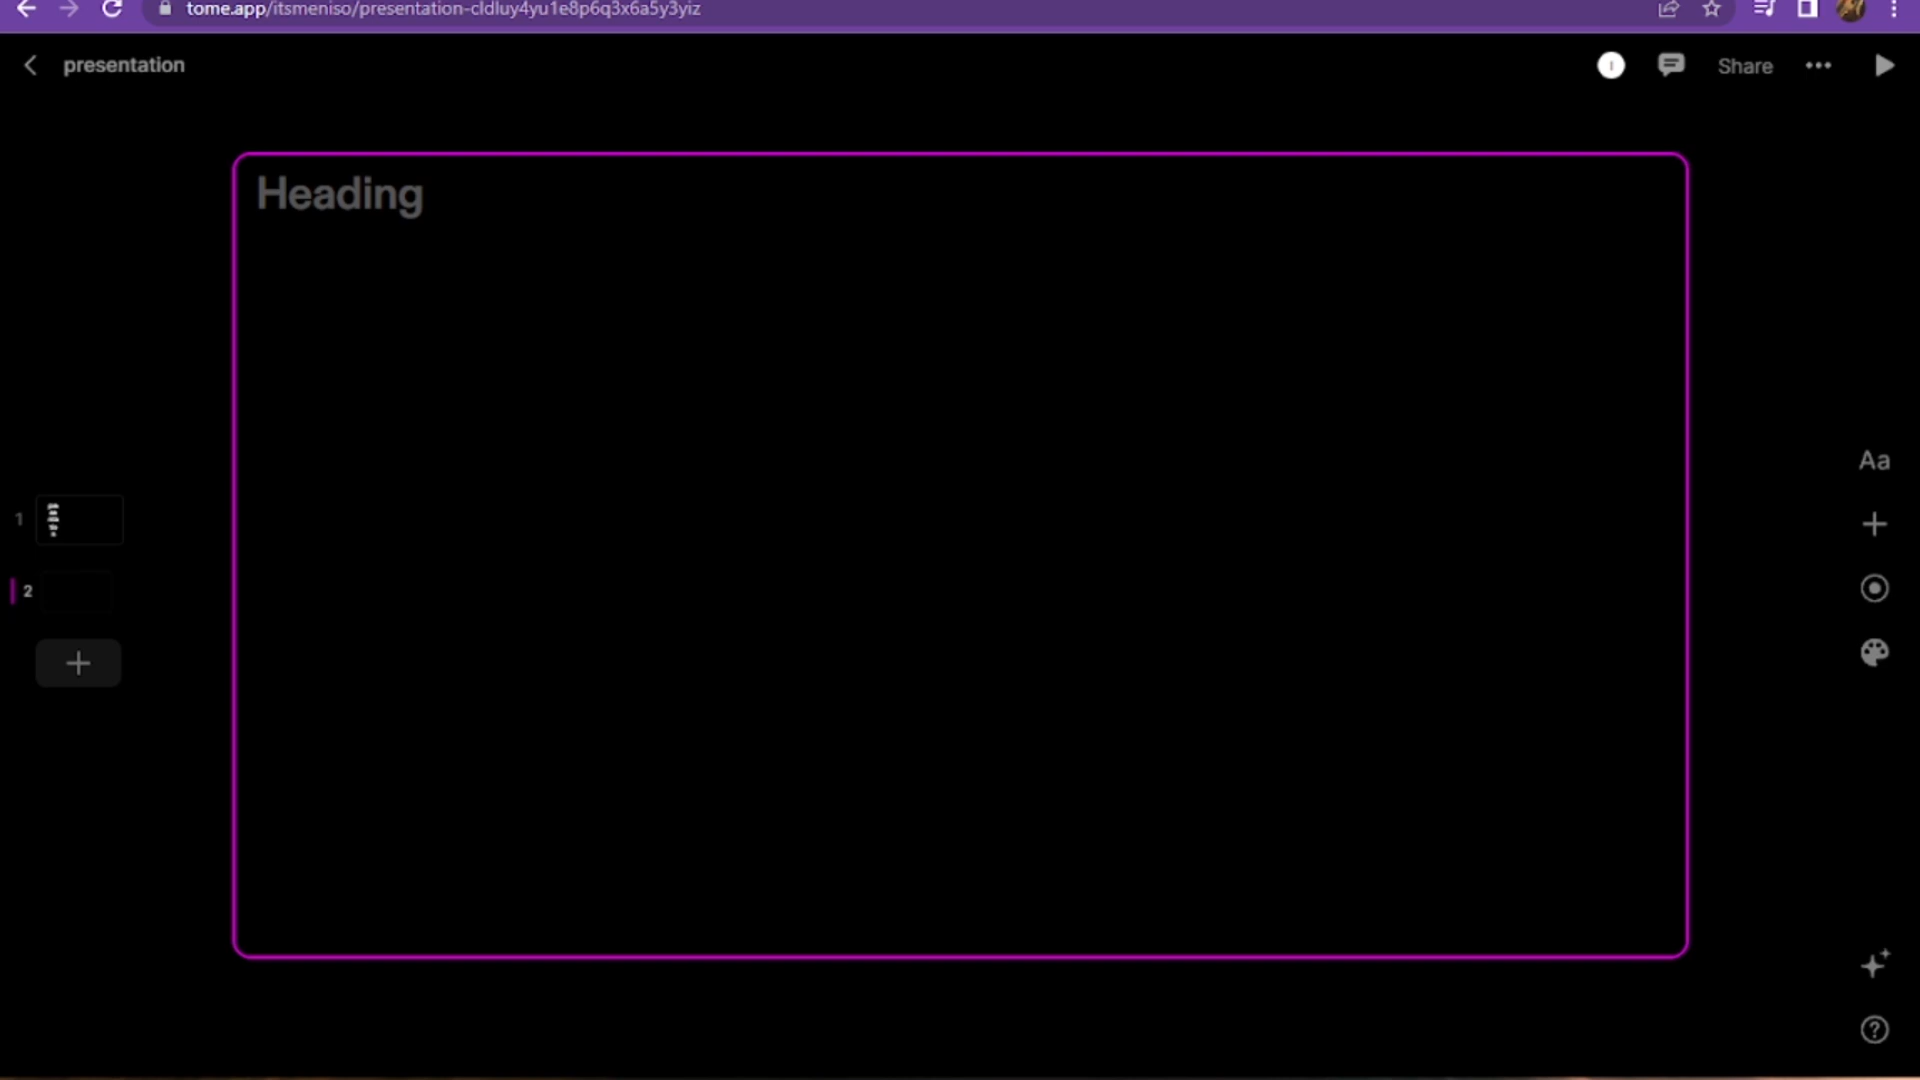 tome.app/itsmeniso/presentation-cldluy4yu1e8p6q3x6a5y3yiz
presentation
Share
Heading
Aa
1
2